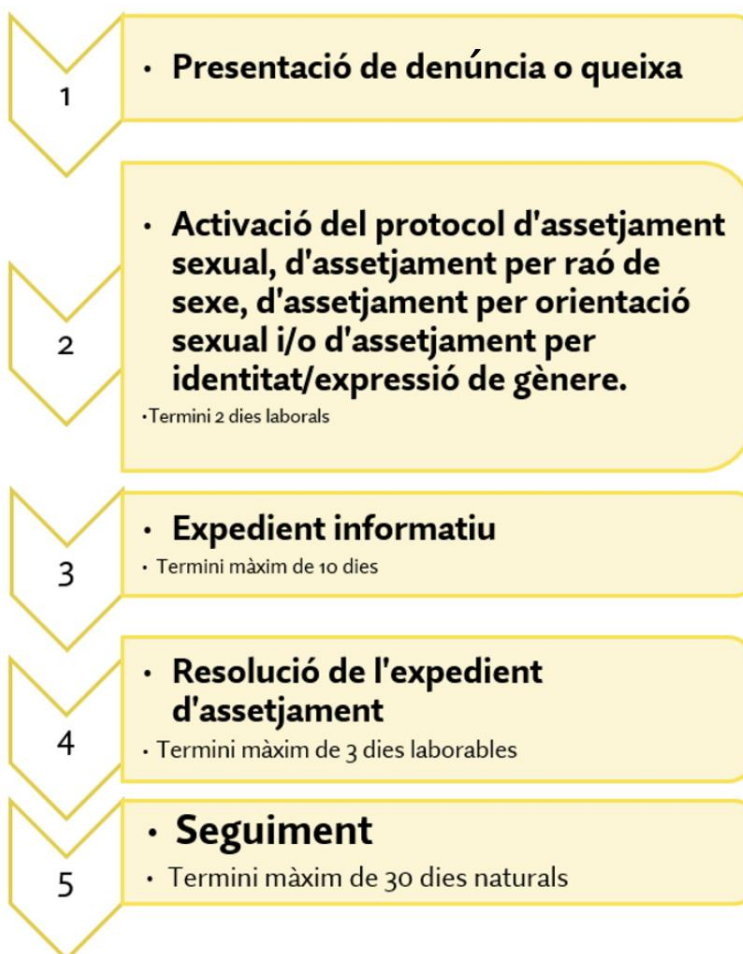 1
• Presentació de denúncia o queixa
2
• Activació del protocol d'assetjament
sexual, d'assetjament per raó de
sexe, d'assetjament per orientació
sexual i/o d'assetjament per
identitat/expressió de gènere.
•Termini 2 dies laborals
3
• Expedient informatiu
• Termini màxim de 10 dies
4
• Resolució de l'expedient
d'assetjament
• Termini màxim de 3 dies laborables
5
• Seguiment
• Termini màxim de 30 dies naturals